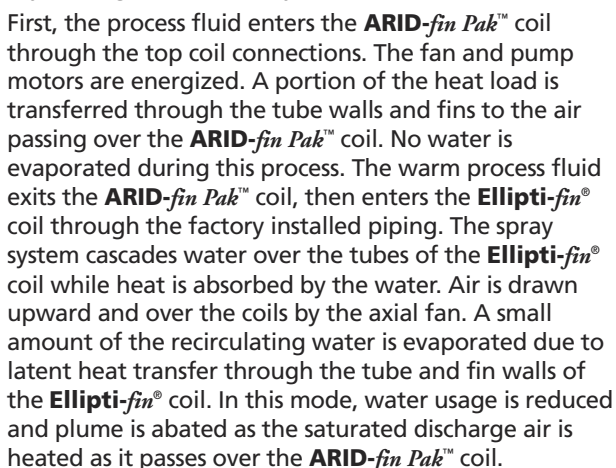 First, the process fluid enters the ARID-fin Pak™ coil
through the top coil connections. The fan and pump
motors are energized. A portion of the heat load is
transferred through the tube walls and fins to the air
passing over the ARID-fin Pak™ coil. No water is
evaporated during this process. The warm process fluid
exits the ARID-fin Pak™ coil, then enters the Ellipti-fin®
coil through the factory installed piping. The spray
system cascades water over the tubes of the Ellipti-fin®
coil while heat is absorbed by the water. Air is drawn
upward and over the coils by the axial fan. A small
amount of the recirculating water is evaporated due to
latent heat transfer through the tube and fin walls of
the Ellipti-fin® coil. In this mode, water usage is reduced
and plume is abated as the saturated discharge air is
heated as it passes over the ARID-fin Pak™ coil.